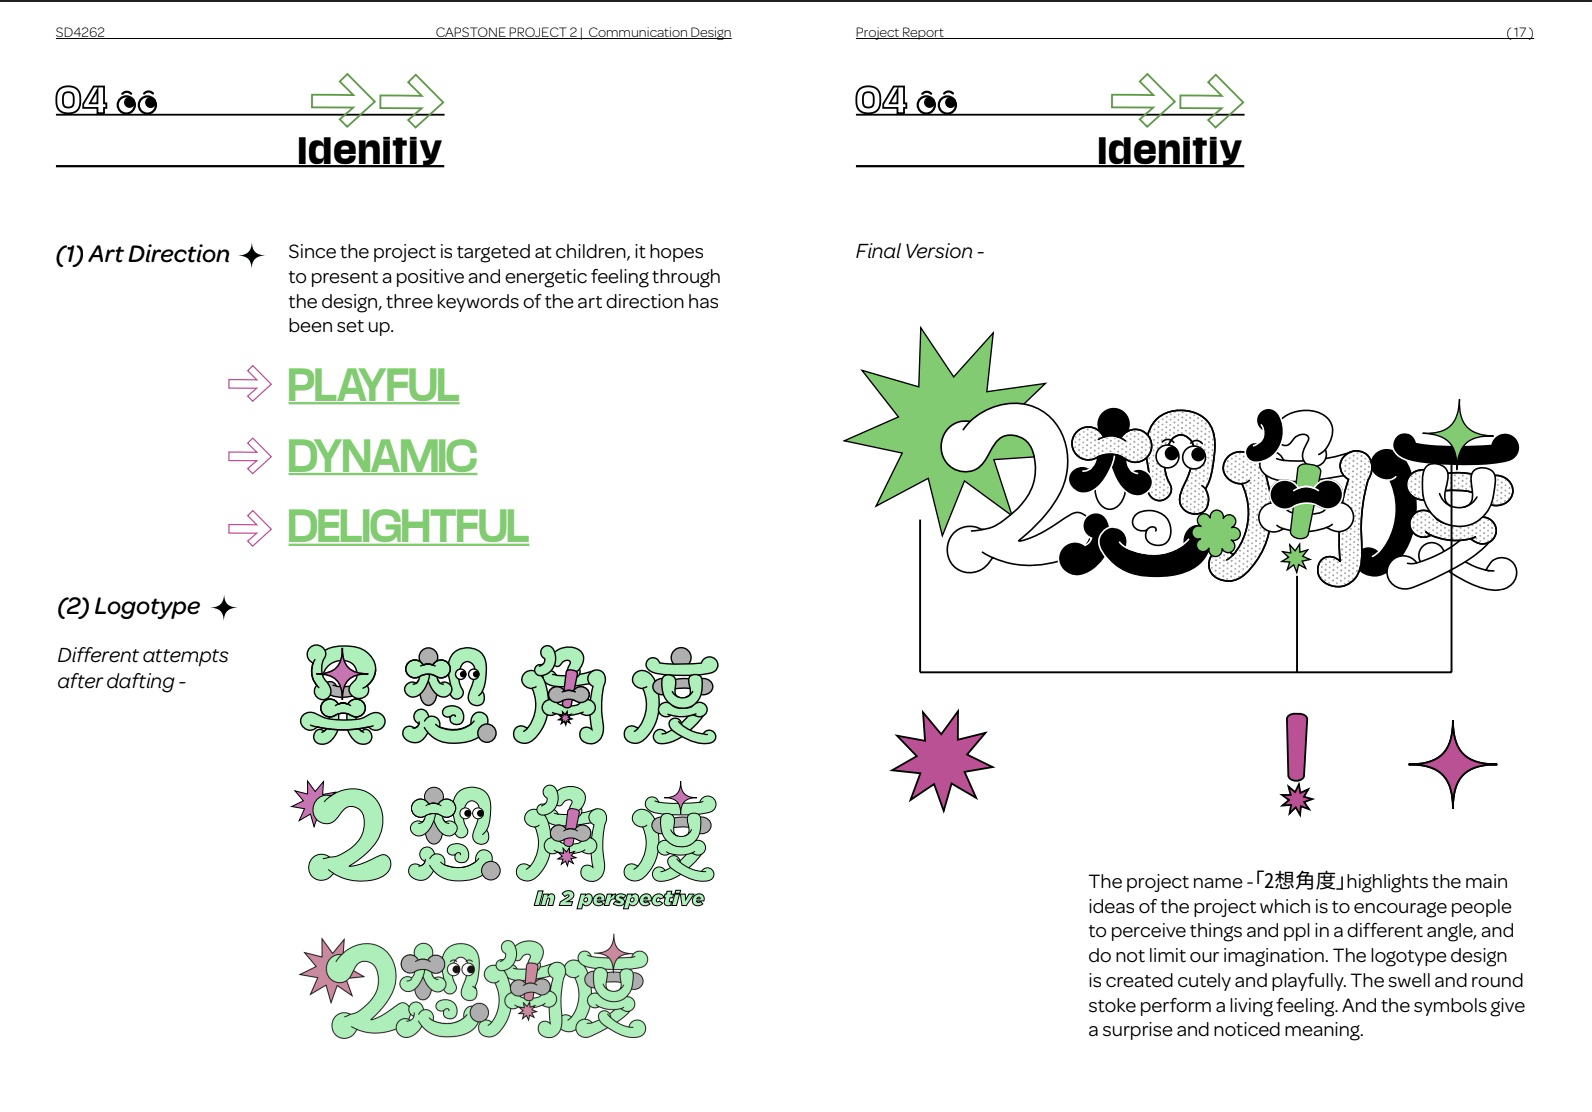 SD4262
CAPSTONE PROJECT 2 | Communication Design
04
Idenitiy
(1) Art Direction
Since the project is targeted at children, it hopes
to present a positive and energetic feeling through
the design, three keywords of the art direction has
been set up.
PLAYFUL
DYNAMIC
DELIGHTFUL
(2) Logotype
Different attempts
after dafting -
異想角度
2想角度
In 2 perspective
2想角度
Project Report
(17)
04
Idenitiy
Final Version -
2想角度
!
The project name -「2想角度」highlights the main
ideas of the project which is to encourage people
to perceive things and ppl in a different angle, and
do not limit our imagination. The logotype design
is created cutely and playfully. The swell and round
stoke perform a living feeling. And the symbols give
a surprise and noticed meaning.